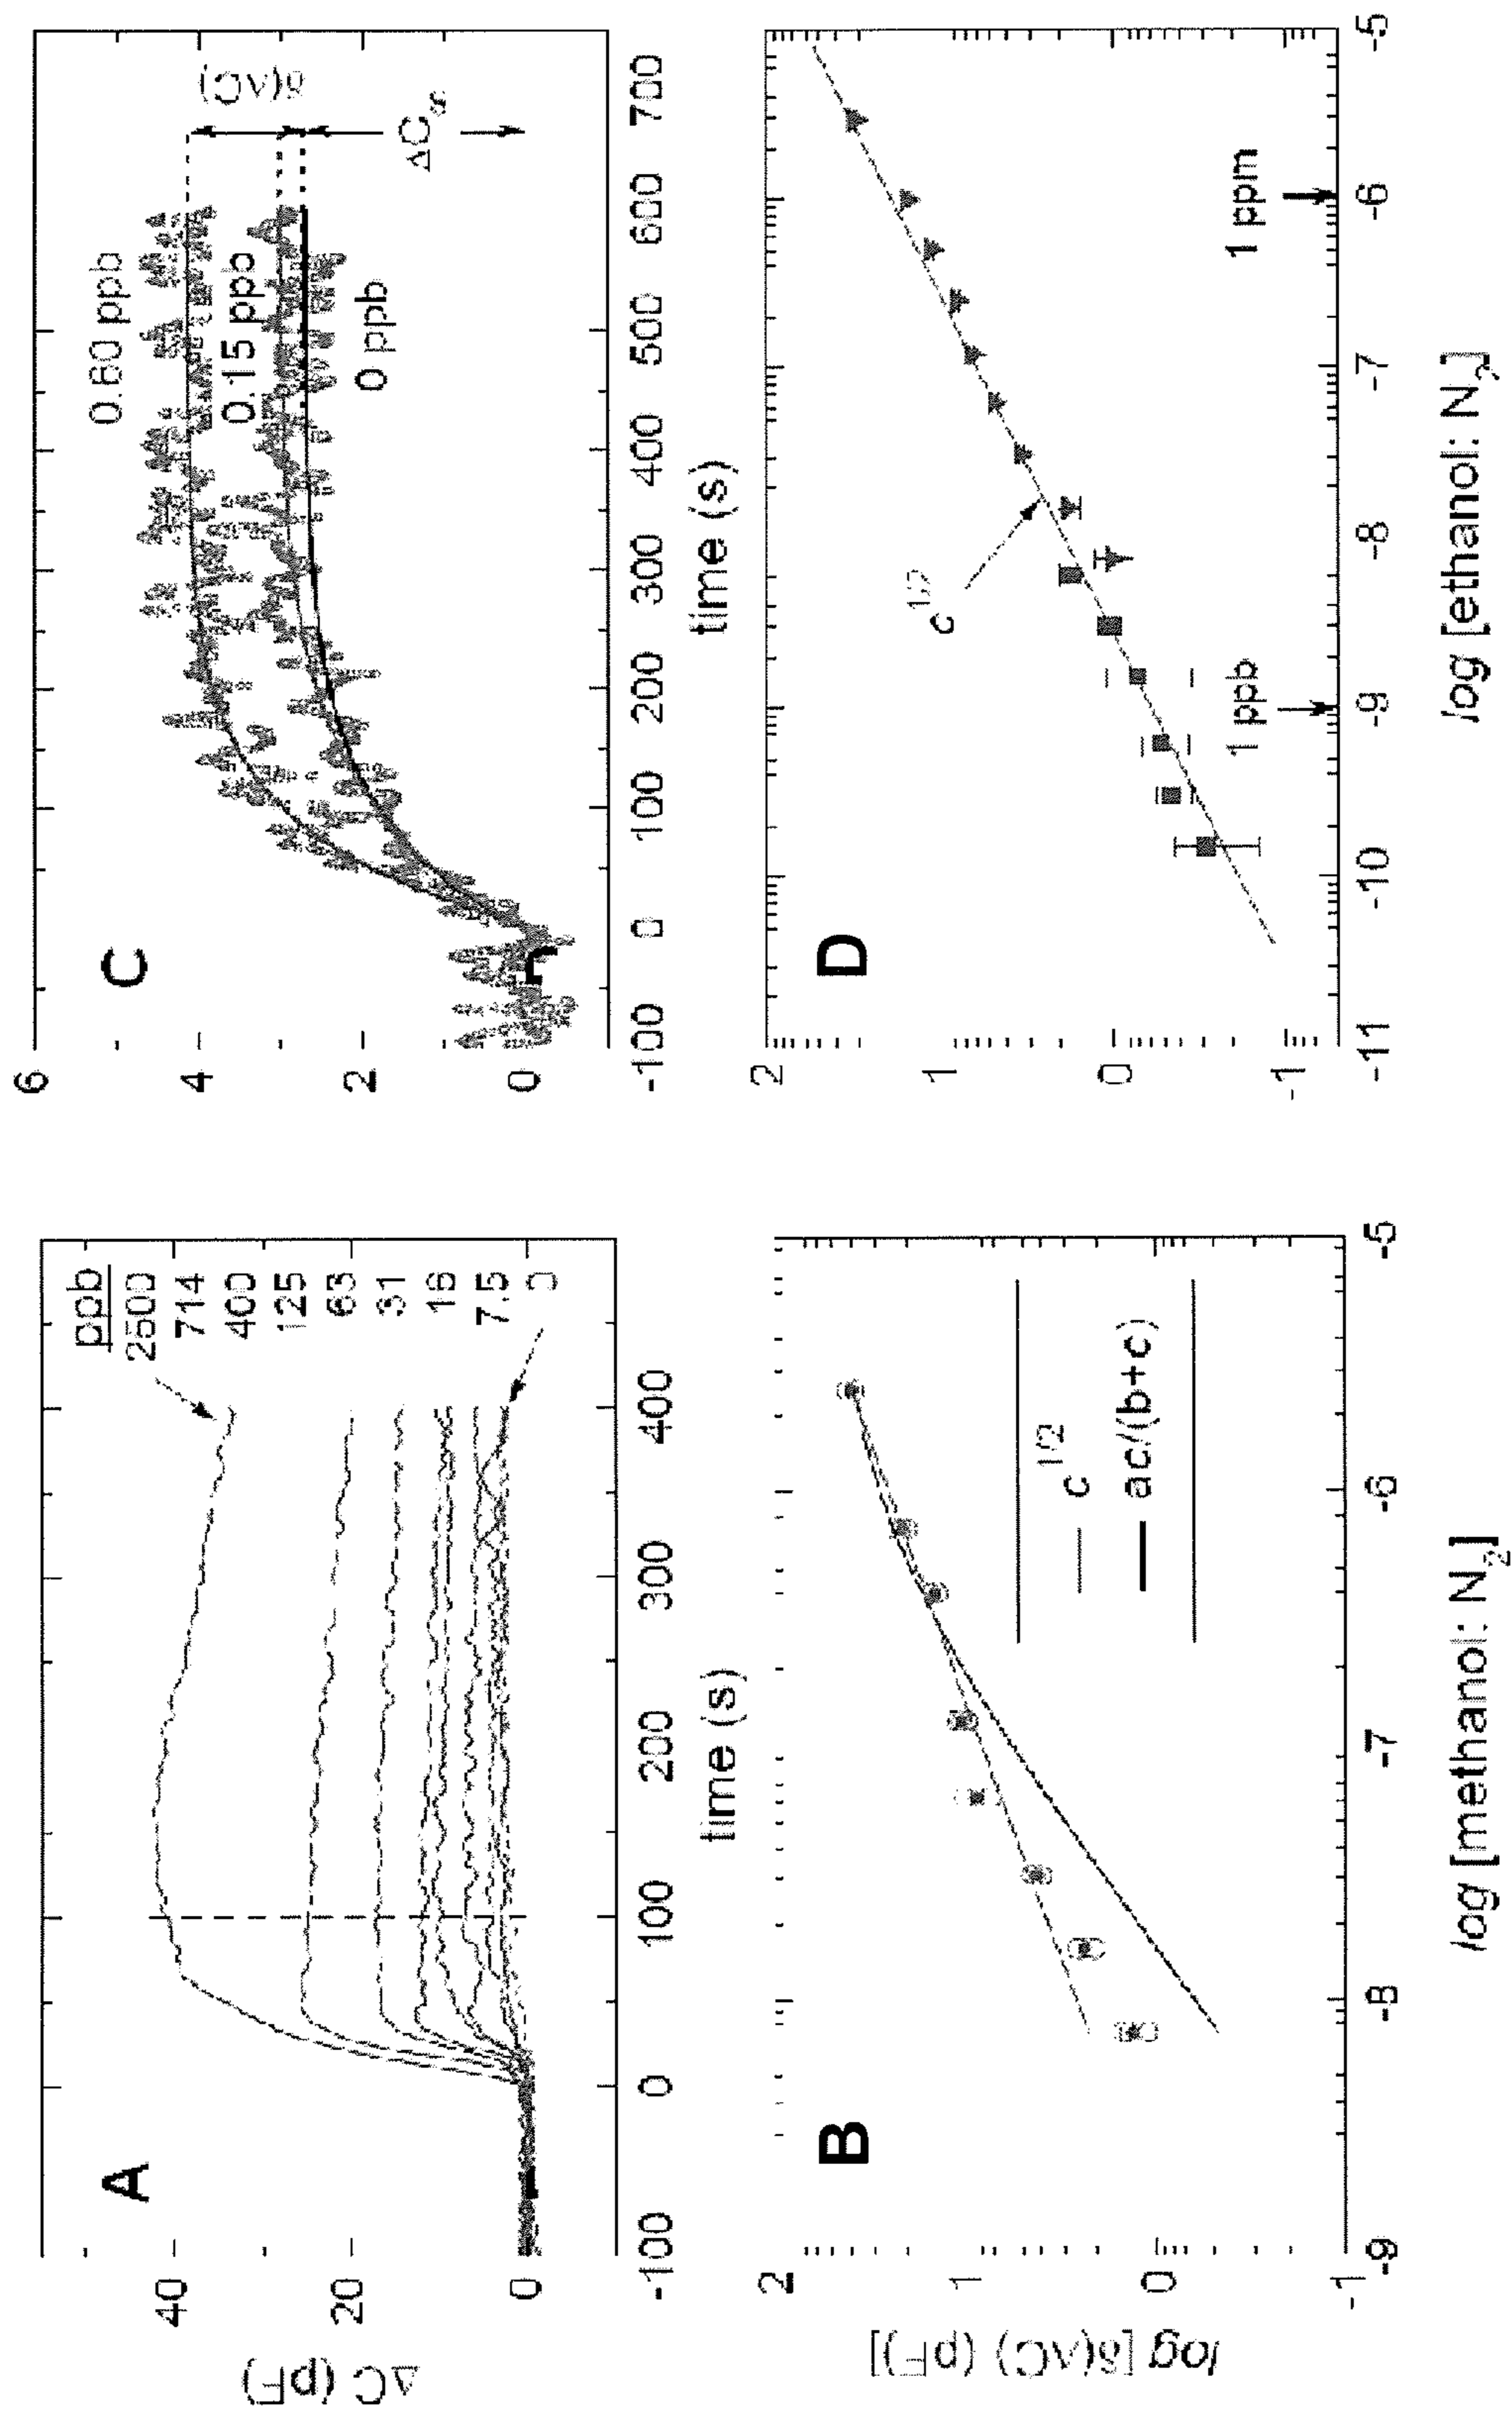 A
ΔC (pF)
40
20
0
-100
0
100
200
300
400
time (s)
ppb
2500
714
400
125
63
31
16
7.5
0
B
log [δ(ΔC) (pF)]
2
1
0
-1
-9
-8
-7
-6
-5
log [methanol: N2]
c^1/2
ac/(b+c)
C
6
4
2
0
-100
0
100
200
300
400
500
600
700
time (s)
0.60 ppb
0.15 ppb
0 ppb
δ(ΔC)
ΔCs
D
2
1
0
-1
-11
-10
-9
-8
-7
-6
-5
log [ethanol: N2]
c^1/2
1 ppb
1 ppm